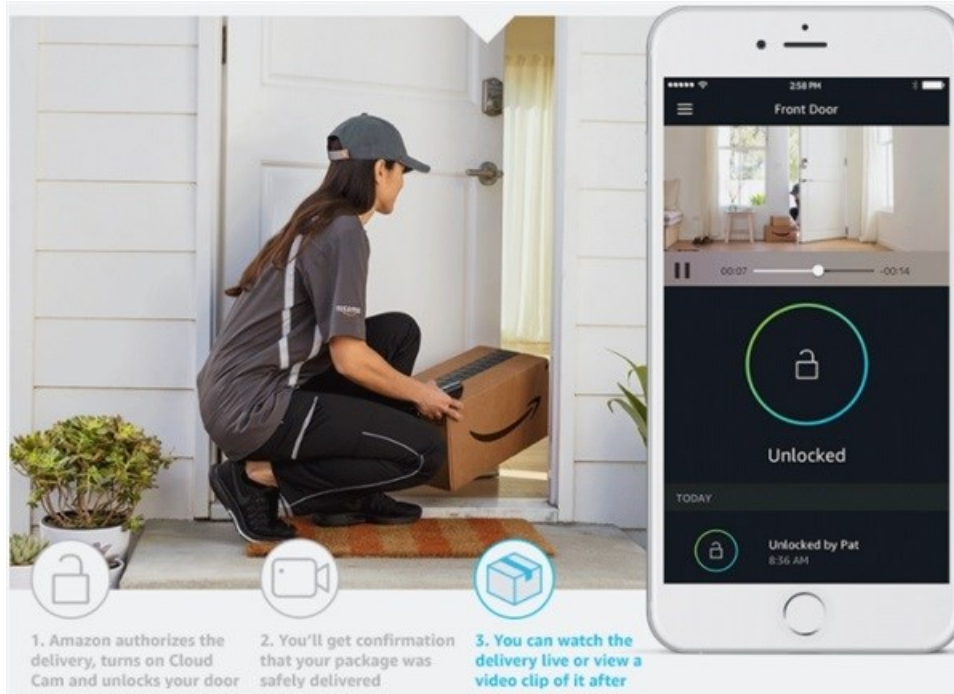 2:58 PM
Front Door
00:07
-00:14
Unlocked
TODAY
Unlocked by Pat
8:56 AM
1. Amazon authorizes the
delivery, turns on Cloud
Cam and unlocks your door
2. You'll get confirmation
that your package was
safely delivered
3. You can watch the
delivery live or view a
video clip of it after